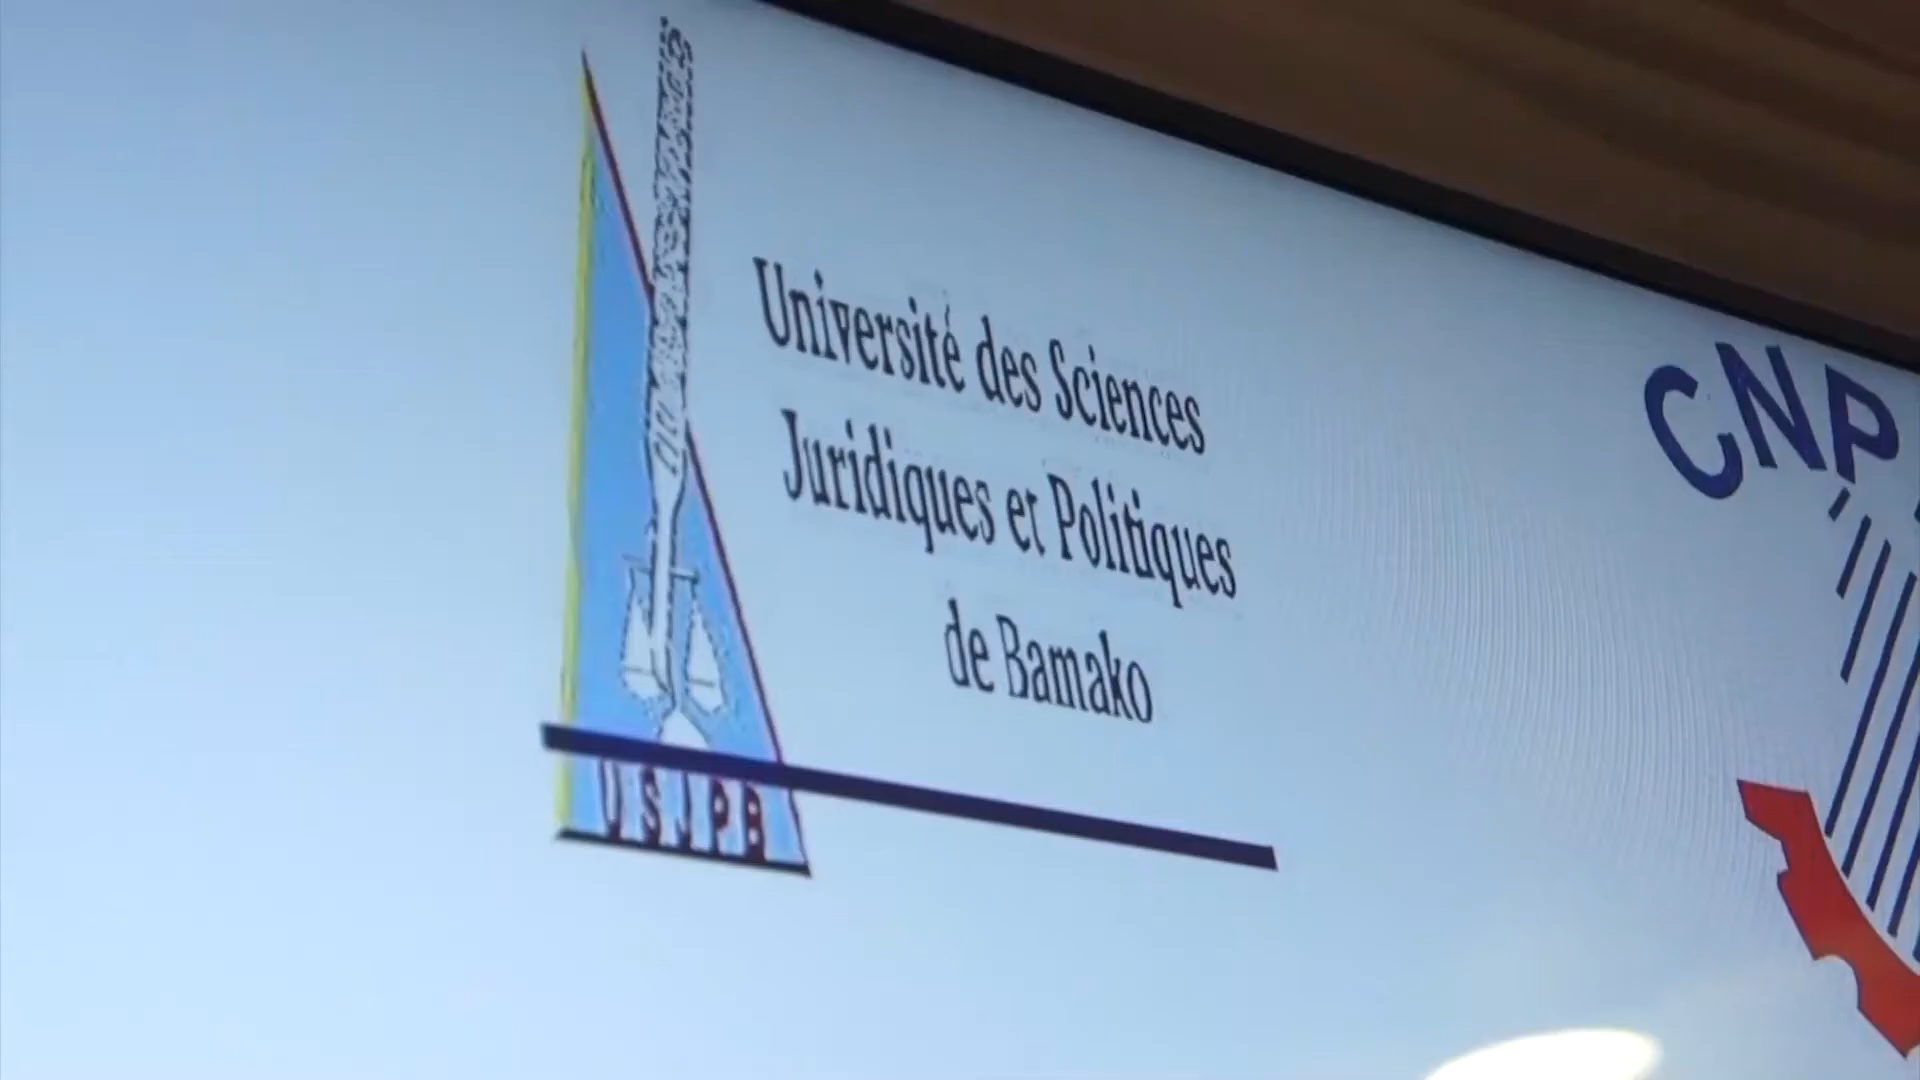 Université des Sciences
Juridiques et Politiques
de Bamako
USJPB
CNP